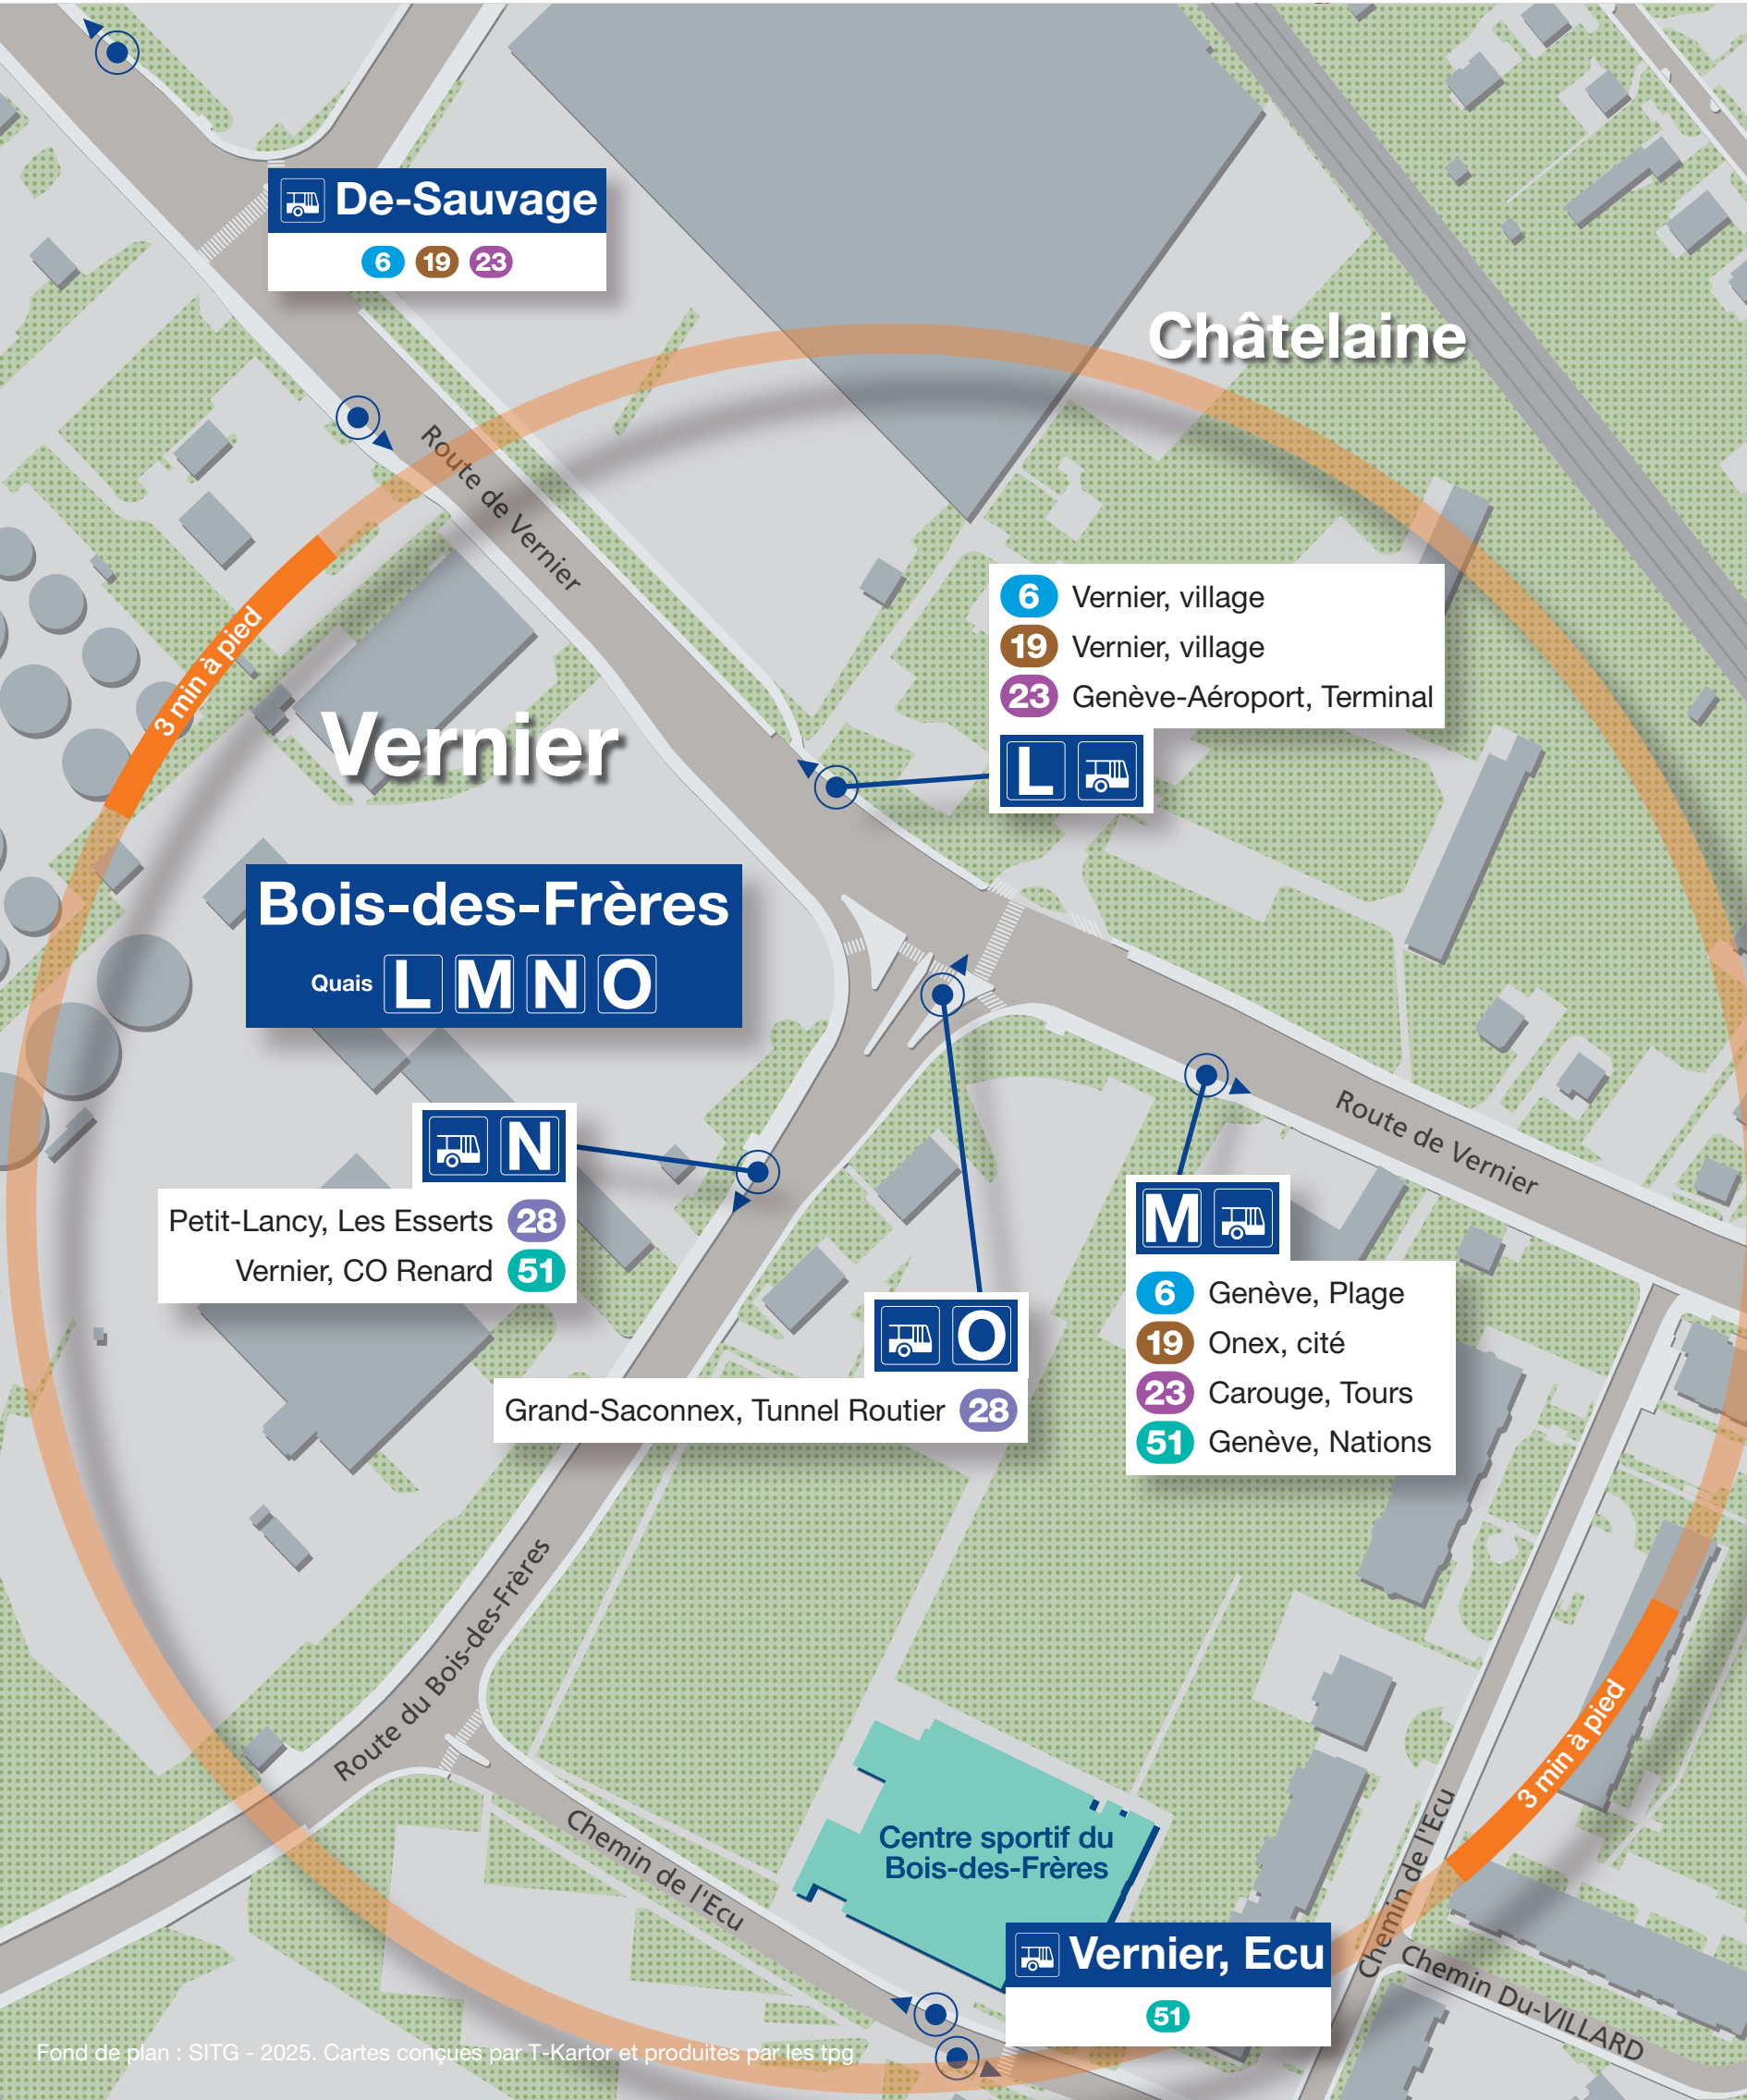 De-Sauvage
6 19 23
Châtelaine
Route de Vernier
3 min à pied
6 Vernier, village
19 Vernier, village
23 Genève-Aéroport, Terminal
L
Vernier
Bois-des-Frères
Quais L M N O
N
Petit-Lancy, Les Esserts 28
Vernier, CO Renard 51
Route de Vernier
M
6 Genève, Plage
19 Onex, cité
23 Carouge, Tours
51 Genève, Nations
O
Grand-Saconnex, Tunnel Routier 28
Route du Bois-des-Frères
3 min à pied
Chemin de l'Ecu
Centre sportif du
Bois-des-Frères
Chemin de l'Ecu
Vernier, Ecu
51
Chemin Du-VILLARD
Fond de plan : SITG - 2025. Cartes conçues par T-Kartor et produites par les tpg